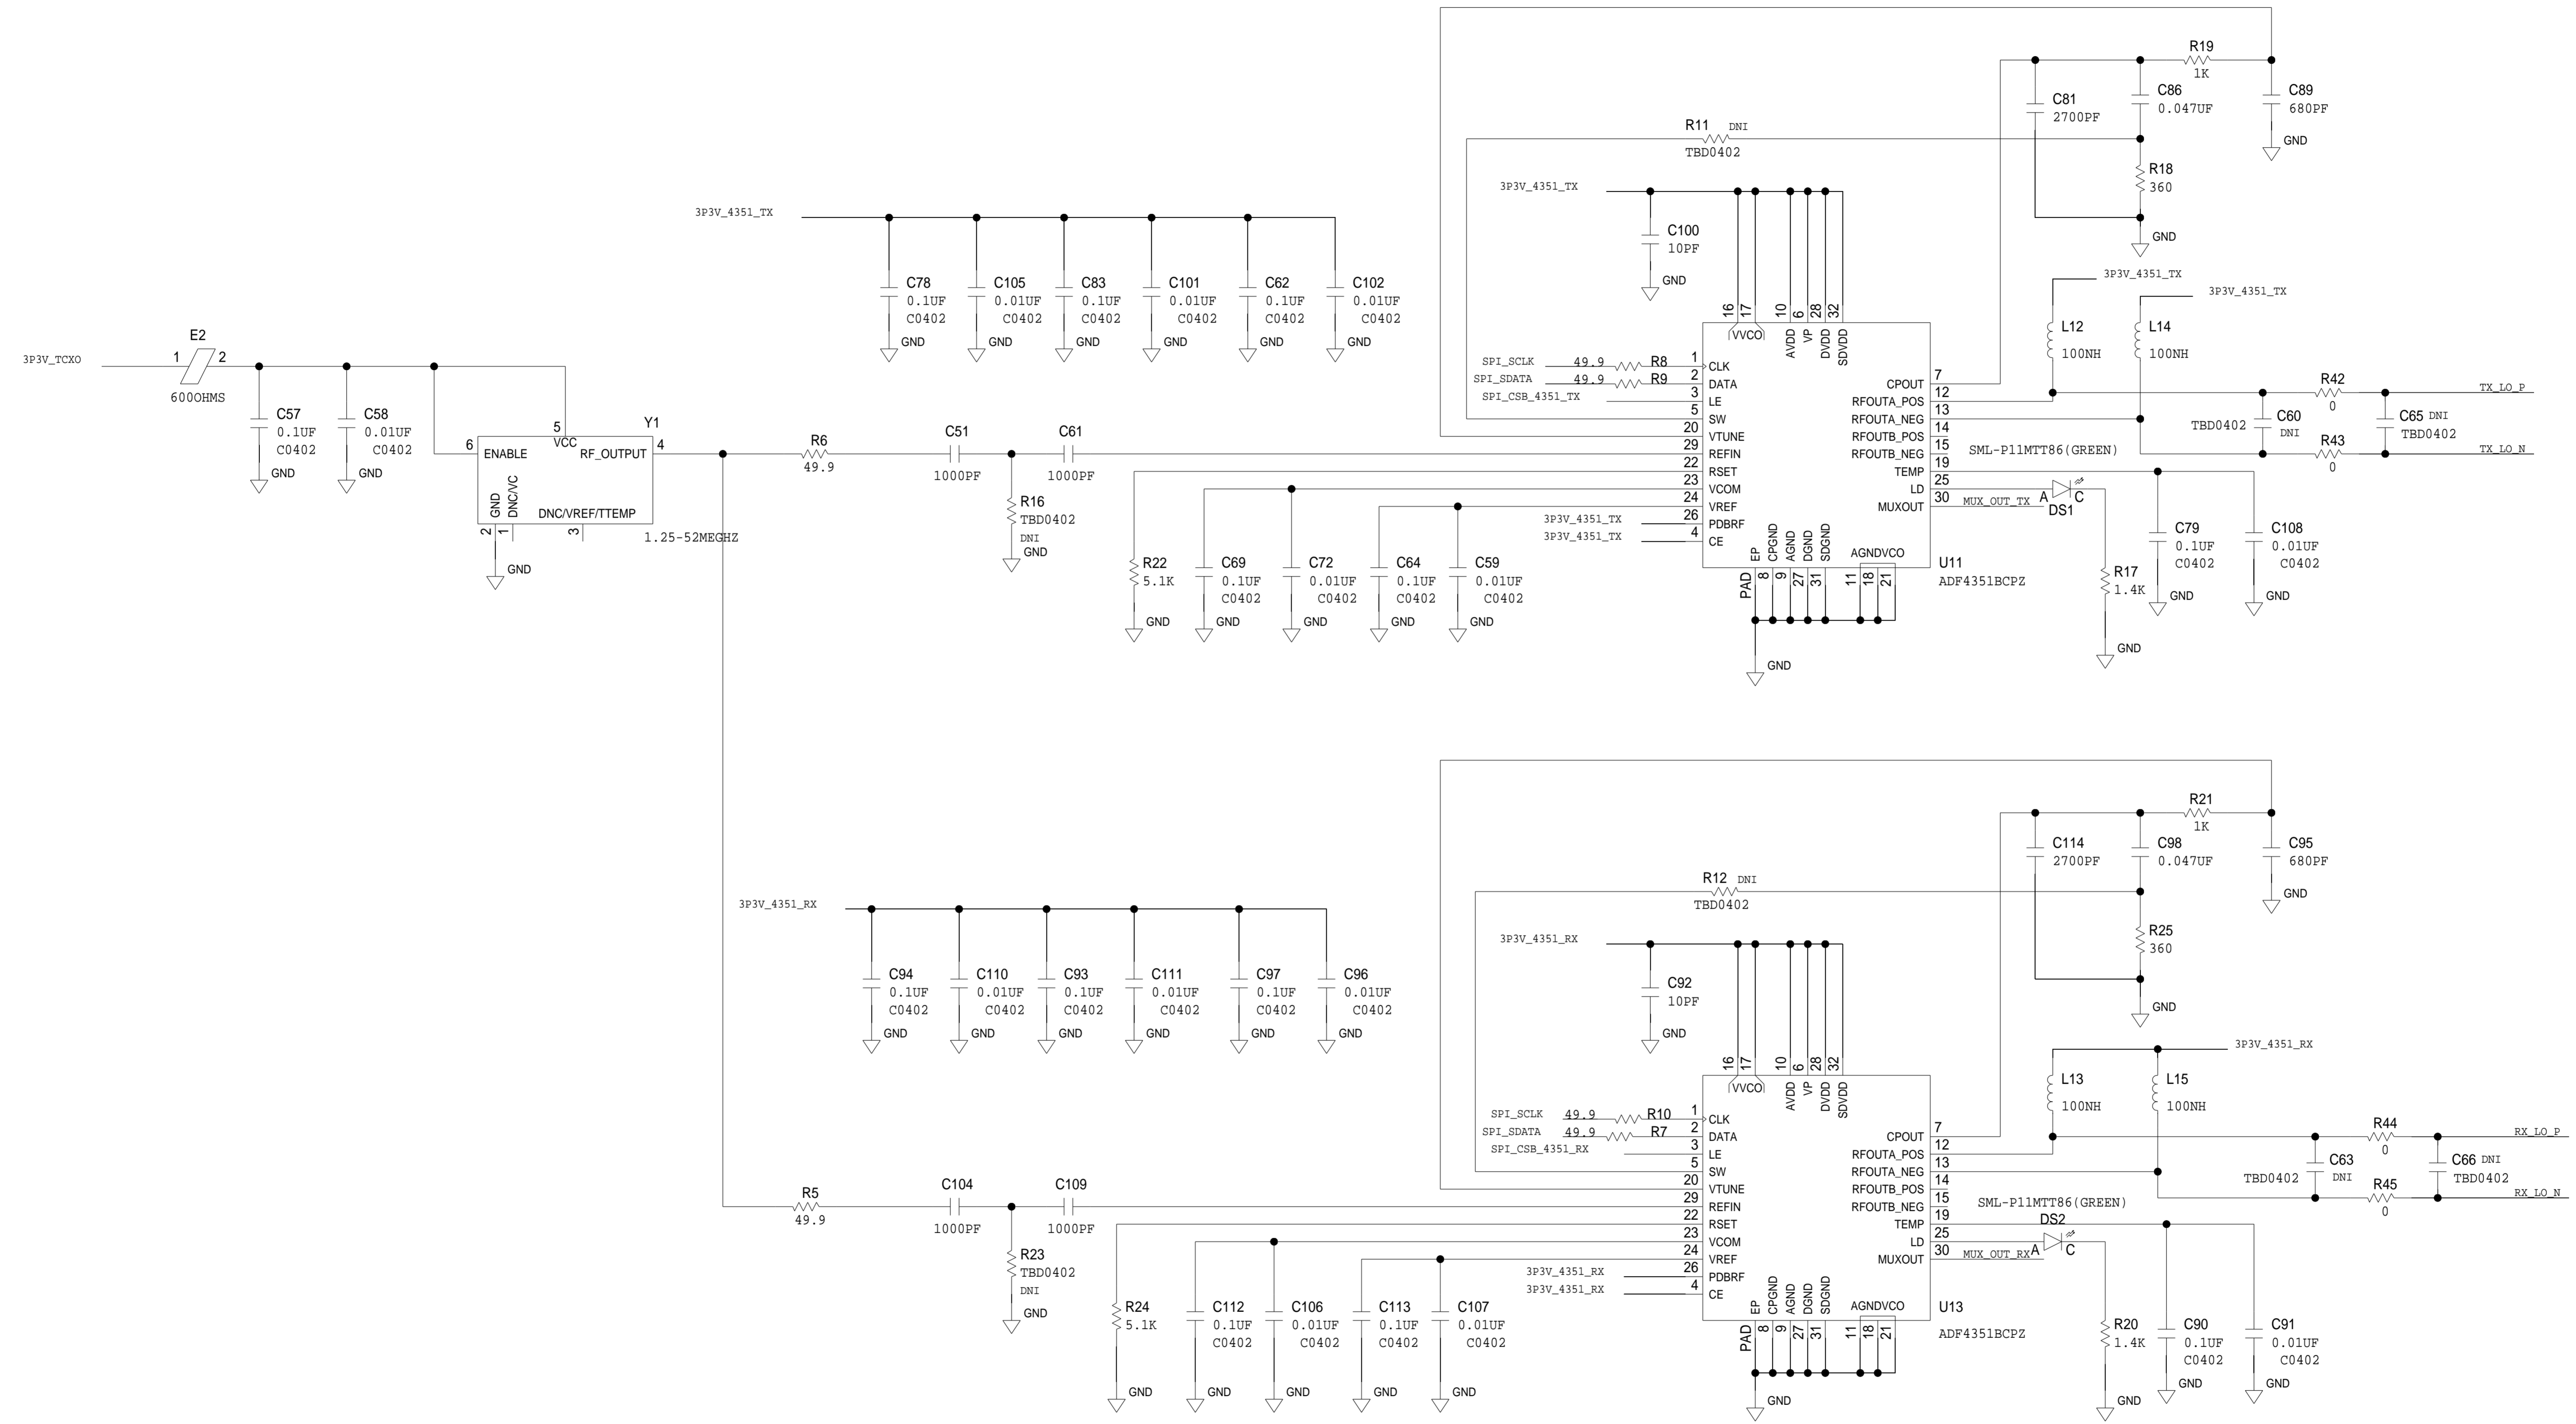 R19
1K
C81
2700PF
C86
0.047UF
C89
680PF
GND
R11 DNI
TBD0402
R18
360
GND
3P3V_4351_TX
C100
10PF
GND
3P3V_4351_TX
C78
0.1UF
C0402
GND
C105
0.01UF
C0402
GND
C83
0.1UF
C0402
GND
C101
0.01UF
C0402
GND
C62
0.1UF
C0402
GND
C102
0.01UF
C0402
GND
3P3V_4351_TX
3P3V_4351_TX
L12
100NH
L14
100NH
3P3V_TCXO
E2
1 2
600OHMS
C57
0.1UF
C0402
GND
C58
0.01UF
C0402
GND
Y1
5
VCC
6 ENABLE
RF_OUTPUT 4
GND
2
DNC/VC
1
DNC/VREF/TTEMP
3
1.25-52MEGHZ
GND
R6
49.9
C51
1000PF
C61
1000PF
R16
TBD0402
DNI
GND
16 17 10 6 28 32
VVCO AVDD VP DVDD SDVDD
SPI_SCLK 49.9 R8 1 CLK
SPI_SDATA 49.9 R9 2 DATA
SPI_CSB_4351_TX 3 LE
5 SW
20 VTUNE
29 REFIN
22 RSET
23 VCOM
24 VREF
3P3V_4351_TX 26 PDBRF
3P3V_4351_TX 4 CE
CPOUT 7
RFOUTA_POS 12
RFOUTA_NEG 13
RFOUTB_POS 14
RFOUTB_NEG 15
TEMP 19
LD 25
MUXOUT 30
EP CPGND AGND DGND SDGND AGNDVCO
PAD 8 9 27 31 11 18 21
GND
U11
ADF4351BCPZ
R22
5.1K
GND
C69
0.1UF
C0402
GND
C72
0.01UF
C0402
GND
C64
0.1UF
C0402
GND
C59
0.01UF
C0402
GND
R42
0
TX_LO_P
C60
TBD0402
DNI
C65 DNI
TBD0402
R43
0
TX_LO_N
SML-P11MTT86(GREEN)
MUX_OUT_TX A C
DS1
R17
1.4K
GND
C79
0.1UF
C0402
GND
C108
0.01UF
C0402
GND
R21
1K
C114
2700PF
C98
0.047UF
C95
680PF
GND
R12 DNI
TBD0402
R25
360
GND
3P3V_4351_RX
C92
10PF
GND
3P3V_4351_RX
C94
0.1UF
C0402
GND
C110
0.01UF
C0402
GND
C93
0.1UF
C0402
GND
C111
0.01UF
C0402
GND
C97
0.1UF
C0402
GND
C96
0.01UF
C0402
GND
3P3V_4351_RX
L13
100NH
L15
100NH
R5
49.9
C104
1000PF
C109
1000PF
R23
TBD0402
DNI
GND
16 17 10 6 28 32
VVCO AVDD VP DVDD SDVDD
SPI_SCLK 49.9 R10 1 CLK
SPI_SDATA 49.9 R7 2 DATA
SPI_CSB_4351_RX 3 LE
5 SW
20 VTUNE
29 REFIN
22 RSET
23 VCOM
24 VREF
3P3V_4351_RX 26 PDBRF
3P3V_4351_RX 4 CE
CPOUT 7
RFOUTA_POS 12
RFOUTA_NEG 13
RFOUTB_POS 14
RFOUTB_NEG 15
TEMP 19
LD 25
MUXOUT 30
EP CPGND AGND DGND SDGND AGNDVCO
PAD 8 9 27 31 11 18 21
GND
U13
ADF4351BCPZ
R24
5.1K
GND
C112
0.1UF
C0402
GND
C106
0.01UF
C0402
GND
C113
0.1UF
C0402
GND
C107
0.01UF
C0402
GND
R44
0
RX_LO_P
C63
TBD0402
DNI
C66 DNI
TBD0402
R45
0
RX_LO_N
SML-P11MTT86(GREEN)
DS2
MUX_OUT_RX A C
R20
1.4K
GND
C90
0.1UF
C0402
GND
C91
0.01UF
C0402
GND